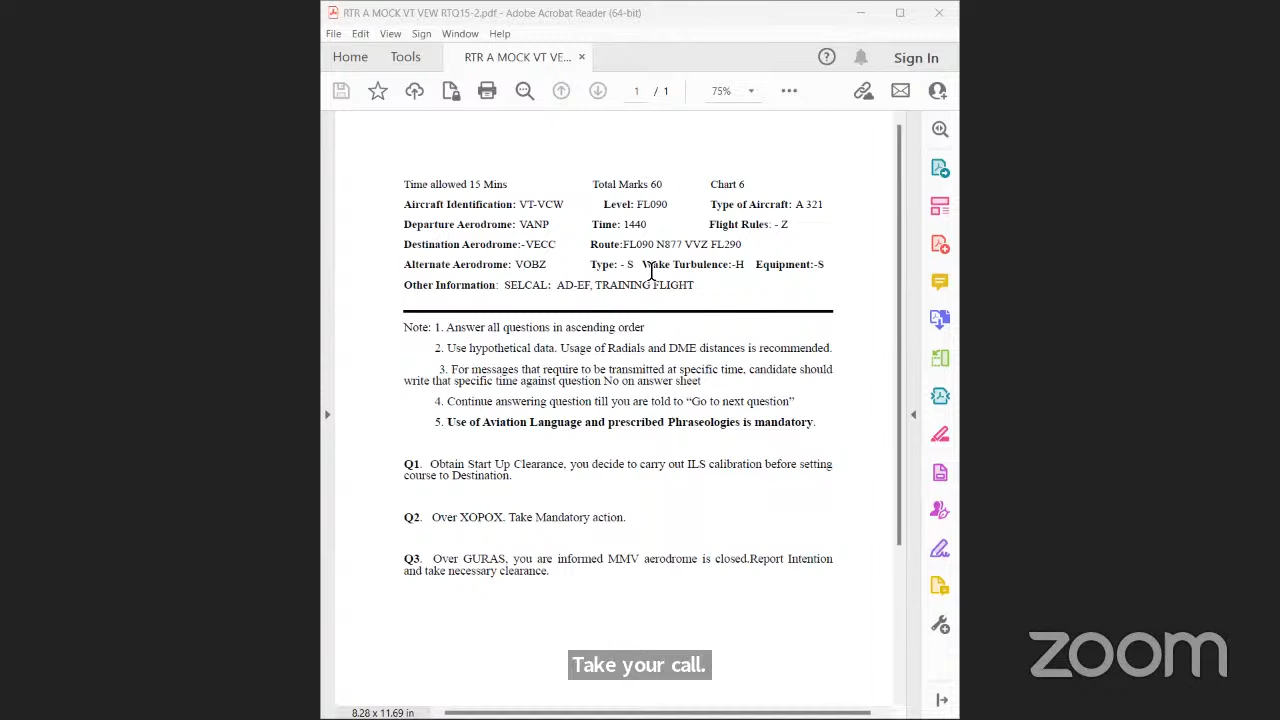 RTR A MOCK VT VEW RTQ15-2.pdf - Adobe Acrobat Reader (64-bit)
File Edit View Sign Window Help
Home Tools RTR A MOCK VT VE... × Sign In
1 / 1 75%
Time allowed 15 Mins Total Marks 60 Chart 6
Aircraft Identification: VT-VCW Level: FL090 Type of Aircraft: A 321
Departure Aerodrome: VANP Time: 1440 Flight Rules: - Z
Destination Aerodrome:-VECC Route:FL090 N877 VVZ FL290
Alternate Aerodrome: VOBZ Type: - S Wake Turbulence:-H Equipment:-S
Other Information: SELCAL: AD-EF, TRAINING FLIGHT
Note: 1. Answer all questions in ascending order
2. Use hypothetical data. Usage of Radials and DME distances is recommended.
3. For messages that require to be transmitted at specific time, candidate should
write that specific time against question No on answer sheet
4. Continue answering question till you are told to “Go to next question”
5. Use of Aviation Language and prescribed Phraseologies is mandatory.
Q1. Obtain Start Up Clearance, you decide to carry out ILS calibration before setting
course to Destination.
Q2. Over XOPOX. Take Mandatory action.
Q3. Over GURAS, you are informed MMV aerodrome is closed.Report Intention
and take necessary clearance.
Take your call.
zoom
8.28 x 11.69 in